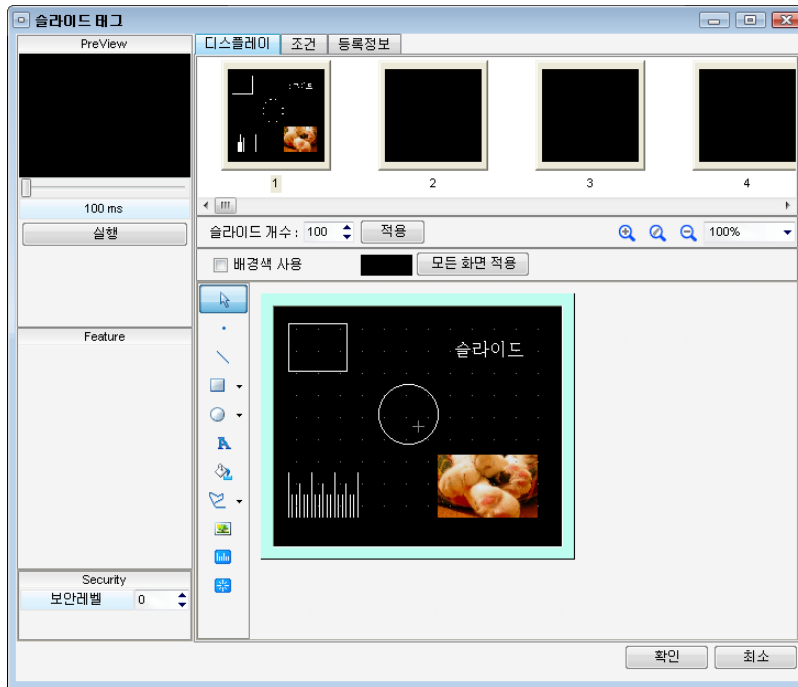 슬라이드 태그
PreView
100 ms
실행
Feature
Security
보안레벨 0
디스플레이 조건 등록정보
1 2 3 4
슬라이드 개수 : 100 적용 100%
배경색 사용 모든 화면 적용
슬라이드
확인 최소